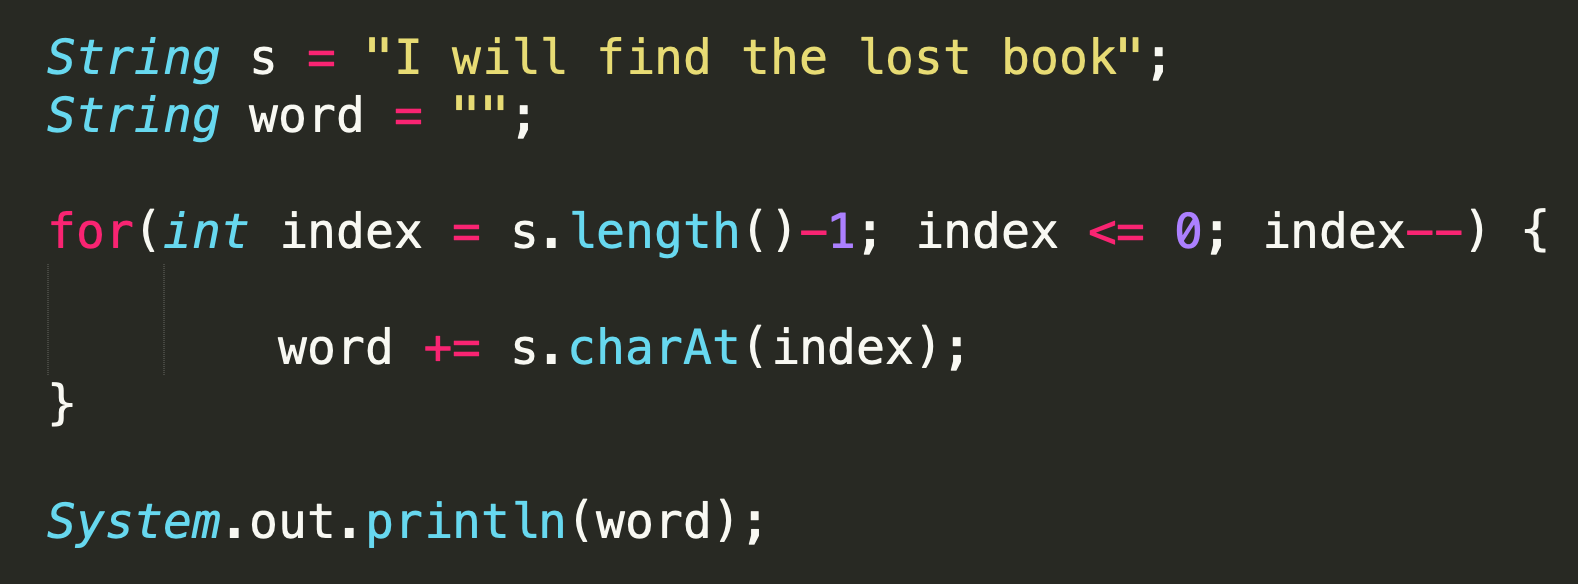 String s = "I will find the lost book";
String word = "";
for(int index = s.length()-1; index <= 0; index--) {
word += s.charAt(index);
}
System.out.println(word);